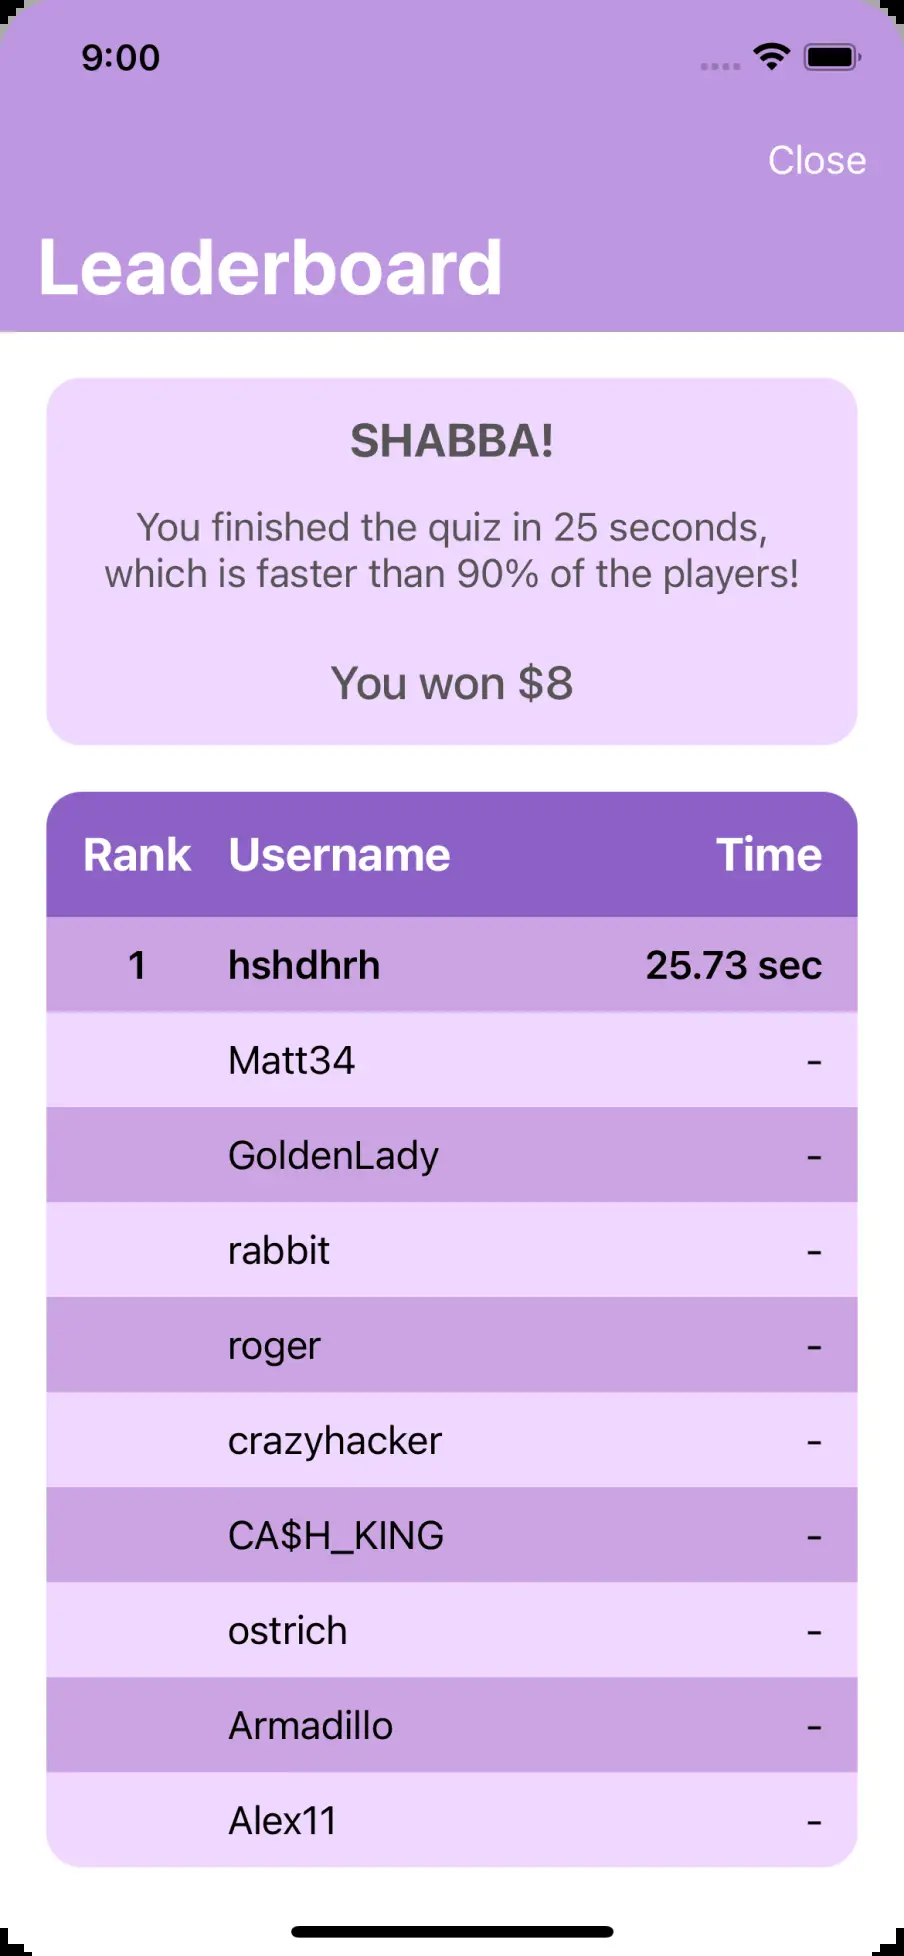 9:00
Close
Leaderboard
SHABBA!
You finished the quiz in 25 seconds,
which is faster than 90% of the players!
You won $8
Rank Username Time
1 hshdhrh 25.73 sec
Matt34 -
GoldenLady -
rabbit -
roger -
crazyhacker -
CA$H_KING -
ostrich -
Armadillo -
Alex11 -